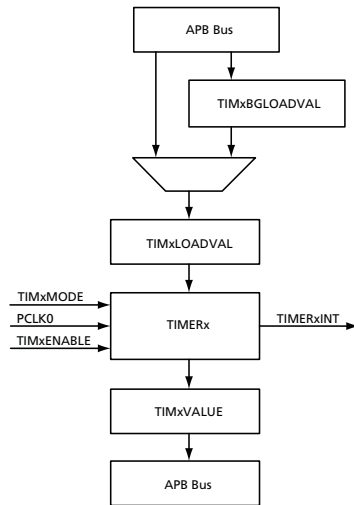 APB Bus
TIMxBGLOADVAL
TIMxLOADVAL
TIMxMODE
PCLK0
TIMxENABLE
TIMERx
TIMERxINT
TIMxVALUE
APB Bus